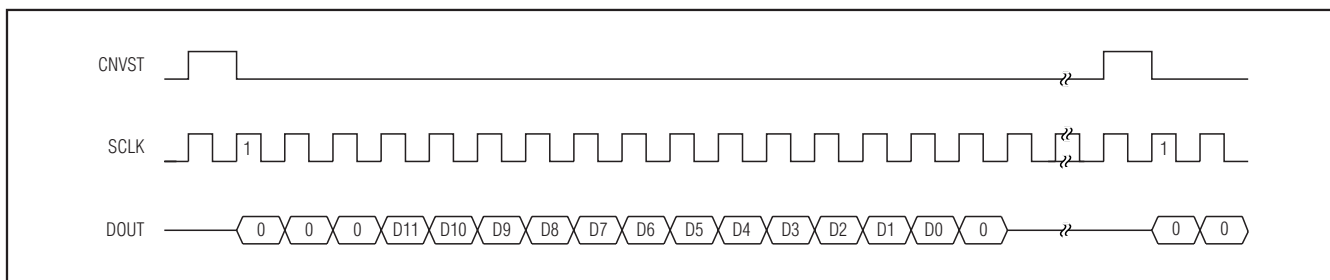 CNVST
SCLK 1 1
DOUT 0 0 0 D11 D10 D9 D8 D7 D6 D5 D4 D3 D2 D1 D0 0 0 0